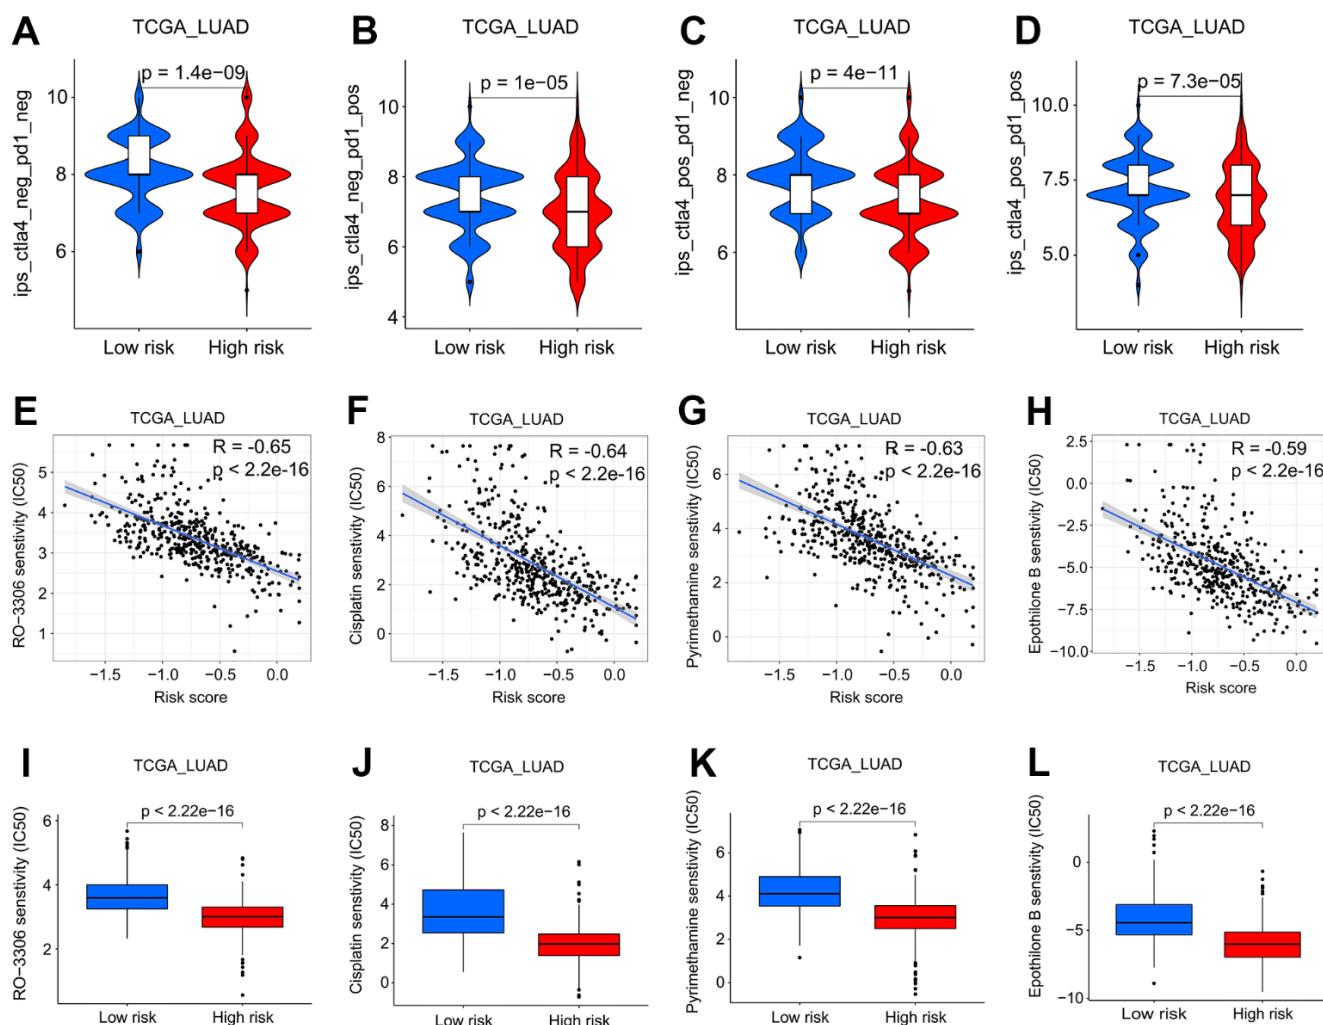 A
TCGA_LUAD
p = 1.4e−09
ips_ctla4_neg_pd1_neg
10
8
6
Low risk
High risk
B
TCGA_LUAD
p = 1e−05
ips_ctla4_neg_pd1_pos
10
8
6
4
Low risk
High risk
C
TCGA_LUAD
p = 4e−11
ips_ctla4_pos_pd1_neg
10
8
6
Low risk
High risk
D
TCGA_LUAD
p = 7.3e−05
ips_ctla4_pos_pd1_pos
10.0
7.5
5.0
Low risk
High risk
E
TCGA_LUAD
R = -0.65
p < 2.2e-16
RO−3306 senstivity (IC50)
5
4
3
2
1
−1.5
−1.0
−0.5
0.0
Risk score
F
TCGA_LUAD
R = -0.64
p < 2.2e-16
Cisplatin senstivity (IC50)
8
6
4
2
0
−1.5
−1.0
−0.5
0.0
Risk score
G
TCGA_LUAD
R = -0.63
p < 2.2e-16
Pyrimethamine senstivity (IC50)
6
4
2
0
−1.5
−1.0
−0.5
0.0
Risk score
H
TCGA_LUAD
R = -0.59
p < 2.2e-16
Epothilone B senstivity (IC50)
2.5
0.0
−2.5
−5.0
−7.5
−10.0
−1.5
−1.0
−0.5
0.0
Risk score
I
TCGA_LUAD
p < 2.22e−16
RO−3306 senstivity (IC50)
6
4
2
Low risk
High risk
J
TCGA_LUAD
p < 2.22e−16
Cisplatin senstivity (IC50)
8
6
4
2
0
Low risk
High risk
K
TCGA_LUAD
p < 2.22e−16
Pyrimethamine senstivity (IC50)
6
4
2
0
Low risk
High risk
L
TCGA_LUAD
p < 2.22e−16
Epothilone B senstivity (IC50)
0
−5
−10
Low risk
High risk